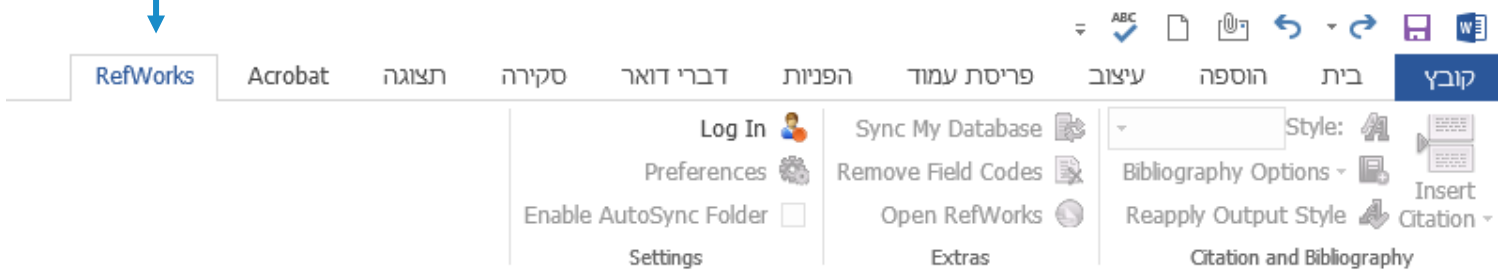 ABC
W
קובץ בית הוספה עיצוב פריסת עמוד הפניות דברי דואר סקירה תצוגה Acrobat RefWorks
Insert Citation
Style:
Bibliography Options
Reapply Output Style
Citation and Bibliography
Sync My Database
Remove Field Codes
Open RefWorks
Extras
Log In
Preferences
Enable AutoSync Folder
Settings